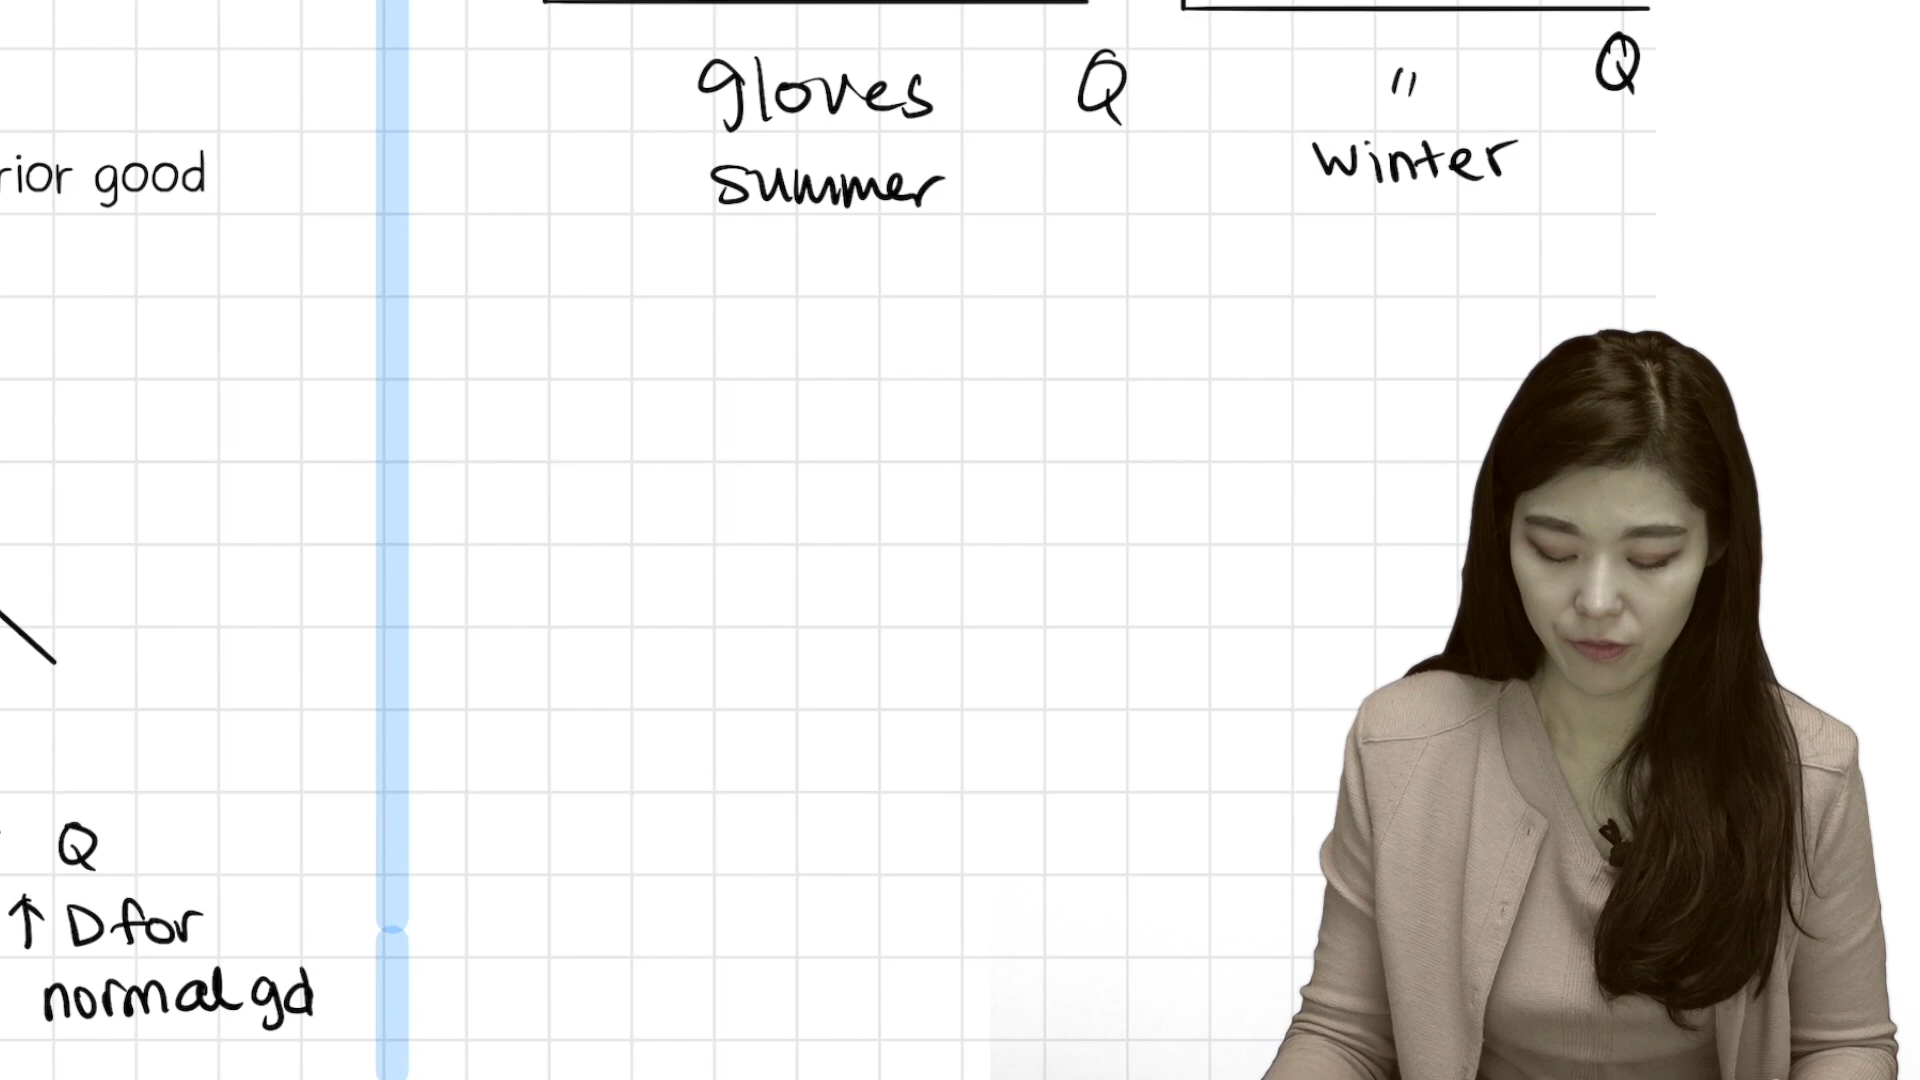 rior good
Q
↑ D for
normal gd
gloves Q
summer
" Q
winter